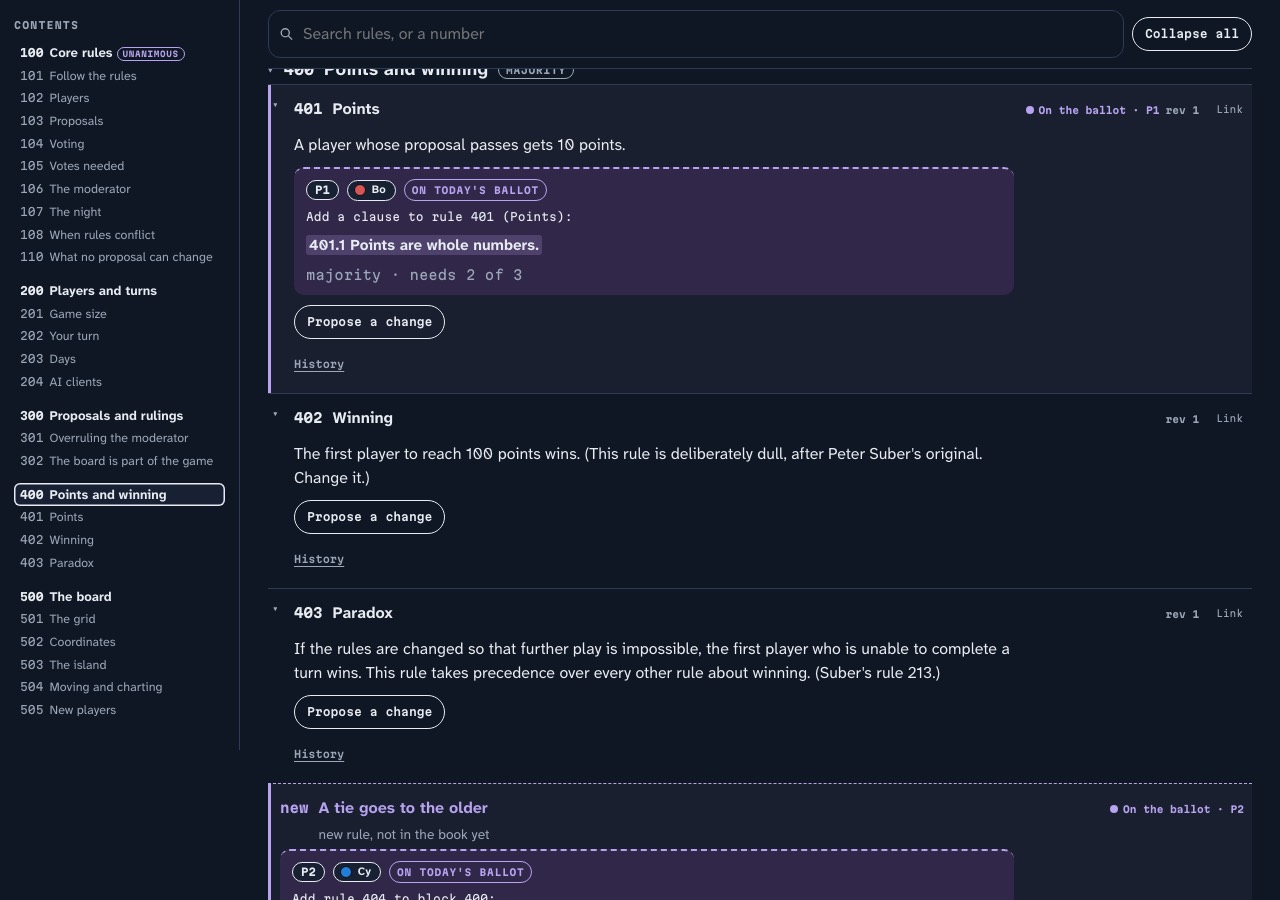 CONTENTS
100 Core rules UNANIMOUS
101 Follow the rules
102 Players
103 Proposals
104 Voting
105 Votes needed
106 The moderator
107 The night
108 When rules conflict
110 What no proposal can change
200 Players and turns
201 Game size
202 Your turn
203 Days
204 AI clients
300 Proposals and rulings
301 Overruling the moderator
302 The board is part of the game
400 Points and winning
401 Points
402 Winning
403 Paradox
500 The board
501 The grid
502 Coordinates
503 The island
504 Moving and charting
505 New players
Search rules, or a number
Collapse all
400 Points and winning MAJORITY
401 Points
On the ballot · P1 rev 1 Link
A player whose proposal passes gets 10 points.
P1 Bo ON TODAY'S BALLOT
Add a clause to rule 401 (Points):
401.1 Points are whole numbers.
majority · needs 2 of 3
Propose a change
History
402 Winning
rev 1 Link
The first player to reach 100 points wins. (This rule is deliberately dull, after Peter Suber's original.
Change it.)
Propose a change
History
403 Paradox
rev 1 Link
If the rules are changed so that further play is impossible, the first player who is unable to complete a
turn wins. This rule takes precedence over every other rule about winning. (Suber's rule 213.)
Propose a change
History
new A tie goes to the older
On the ballot · P2
new rule, not in the book yet
P2 Cy ON TODAY'S BALLOT
Add rule 404 to block 400: